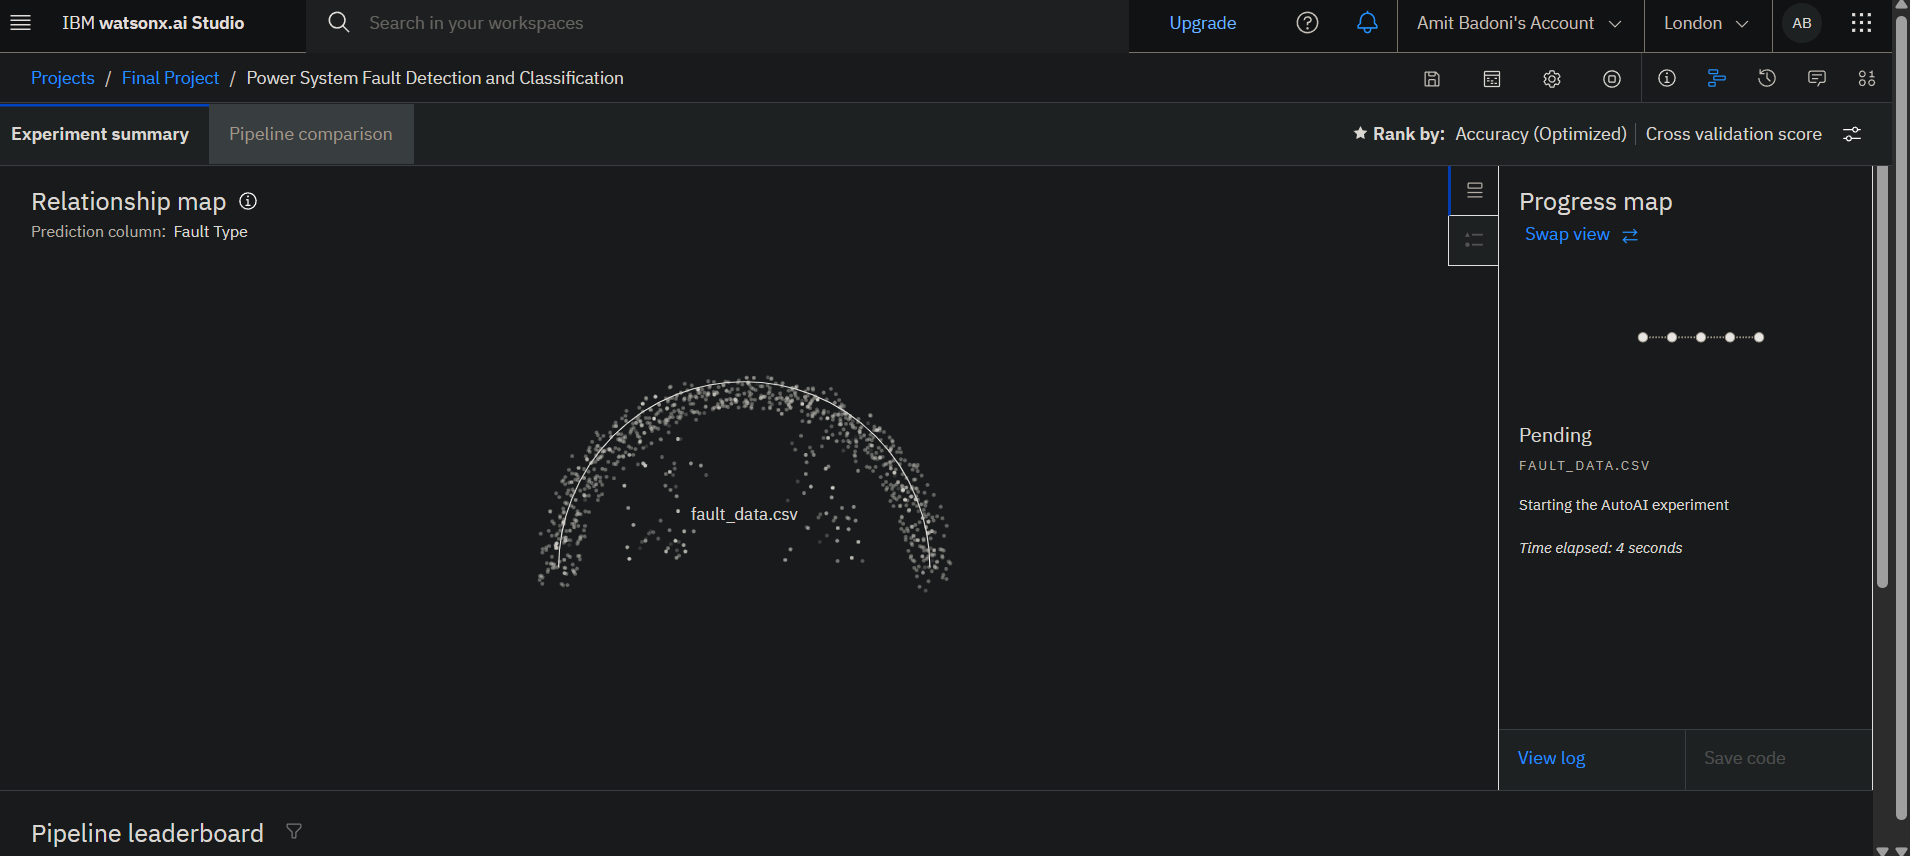 IBM watsonx.ai Studio
Search in your workspaces
Upgrade
Amit Badoni's Account
London
AB
Projects / Final Project / Power System Fault Detection and Classification
Experiment summary
Pipeline comparison
Rank by: Accuracy (Optimized) | Cross validation score
Relationship map
Prediction column: Fault Type
fault_data.csv
Progress map
Swap view
Pending
FAULT_DATA.CSV
Starting the AutoAI experiment
Time elapsed: 4 seconds
View log
Save code
Pipeline leaderboard